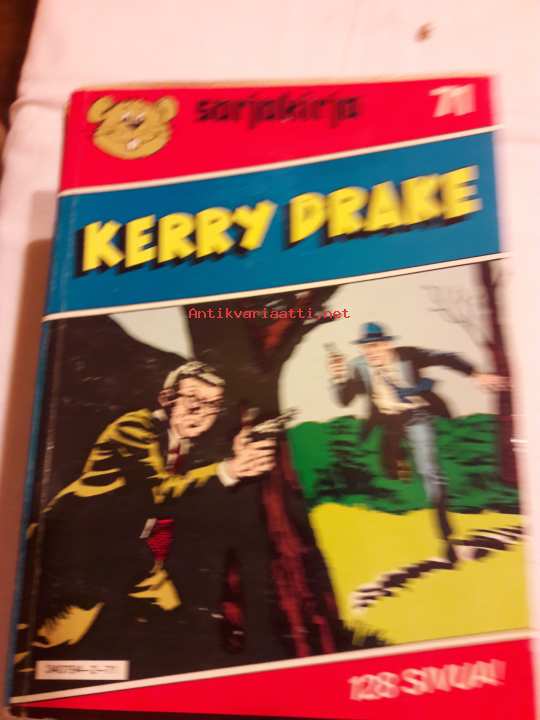 sarjakirja 71
KERRY DRAKE
Antikvariaatti.net
128 SIVUA!